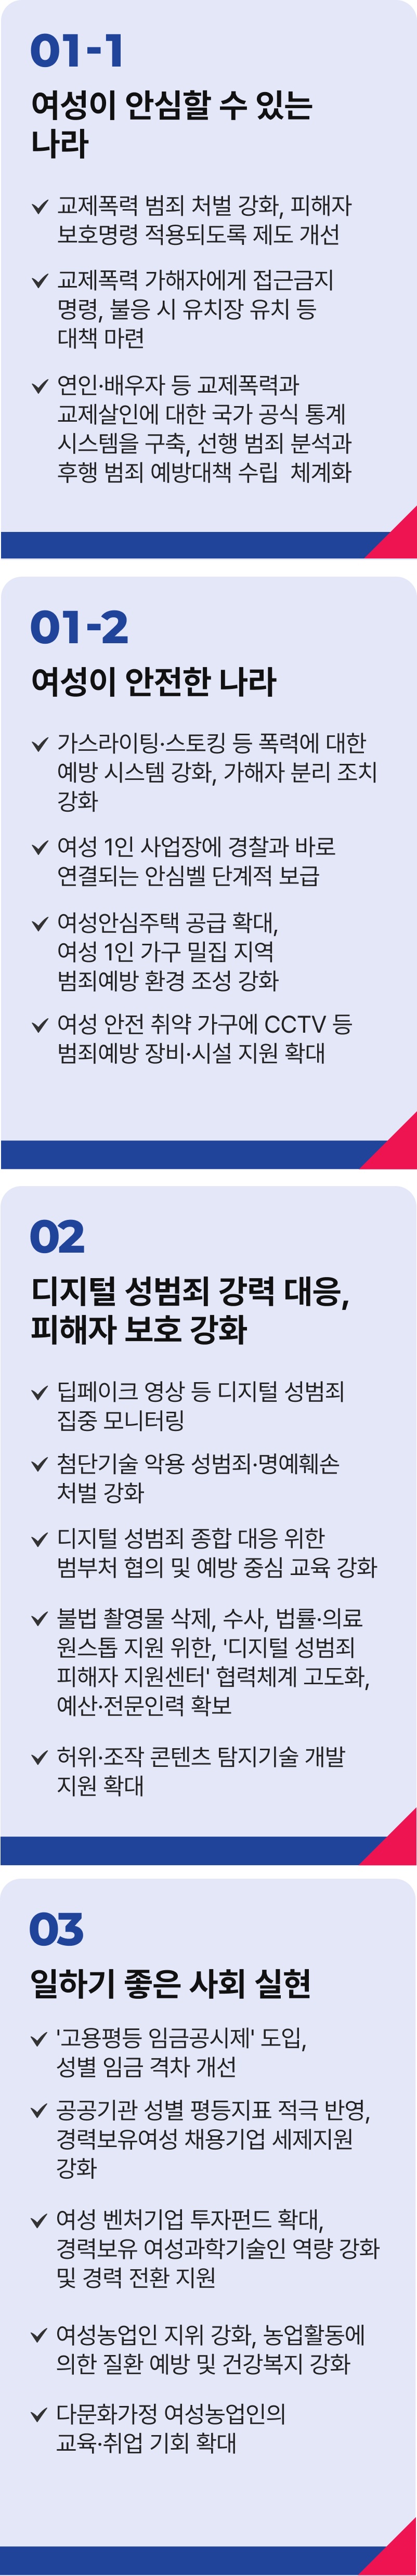 01-1
여성이 안심할 수 있는
나라
교제폭력 범죄 처벌 강화, 피해자
보호명령 적용되도록 제도 개선
교제폭력 가해자에게 접근금지
명령, 불응 시 유치장 유치 등
대책 마련
연인·배우자 등 교제폭력과
교제살인에 대한 국가 공식 통계
시스템을 구축, 선행 범죄 분석과
후행 범죄 예방대책 수립 체계화
01-2
여성이 안전한 나라
가스라이팅·스토킹 등 폭력에 대한
예방 시스템 강화, 가해자 분리 조치
강화
여성 1인 사업장에 경찰과 바로
연결되는 안심벨 단계적 보급
여성안심주택 공급 확대,
여성 1인 가구 밀집 지역
범죄예방 환경 조성 강화
여성 안전 취약 가구에 CCTV 등
범죄예방 장비·시설 지원 확대
02
디지털 성범죄 강력 대응,
피해자 보호 강화
딥페이크 영상 등 디지털 성범죄
집중 모니터링
첨단기술 악용 성범죄·명예훼손
처벌 강화
디지털 성범죄 종합 대응 위한
범부처 협의 및 예방 중심 교육 강화
불법 촬영물 삭제, 수사, 법률·의료
원스톱 지원 위한, '디지털 성범죄
피해자 지원센터' 협력체계 고도화,
예산·전문인력 확보
허위·조작 콘텐츠 탐지기술 개발
지원 확대
03
일하기 좋은 사회 실현
'고용평등 임금공시제' 도입,
성별 임금 격차 개선
공공기관 성별 평등지표 적극 반영,
경력보유여성 채용기업 세제지원
강화
여성 벤처기업 투자펀드 확대,
경력보유 여성과학기술인 역량 강화
및 경력 전환 지원
여성농업인 지위 강화, 농업활동에
의한 질환 예방 및 건강복지 강화
다문화가정 여성농업인의
교육·취업 기회 확대